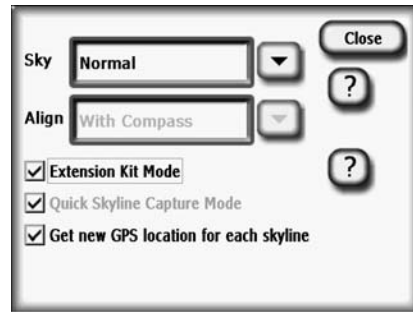 Close
Sky
Normal
?
Align
With Compass
Extension Kit Mode
?
Quick Skyline Capture Mode
Get new GPS location for each skyline